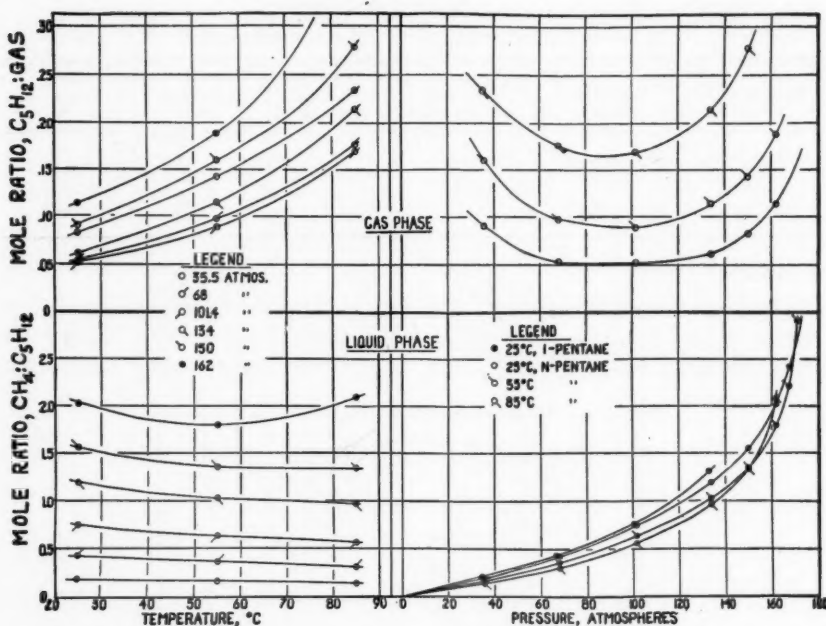 MOLE RATIO, C5H12:GAS
.30
.25
.20
.15
.10
.05
0
GAS PHASE
LEGEND
35.5 ATMOS.
68 "
101.4 "
134 "
150 "
162 "
MOLE RATIO, CH4:C5H12
2.5
2.0
1.5
1.0
0.5
0
LIQUID PHASE
LEGEND
25°C, I-PENTANE
25°C, N-PENTANE
55°C "
85°C "
20 30 40 50 60 70 80 90 0 20 40 60 80 100 120 140 160 180
TEMPERATURE, °C
PRESSURE, ATMOSPHERES